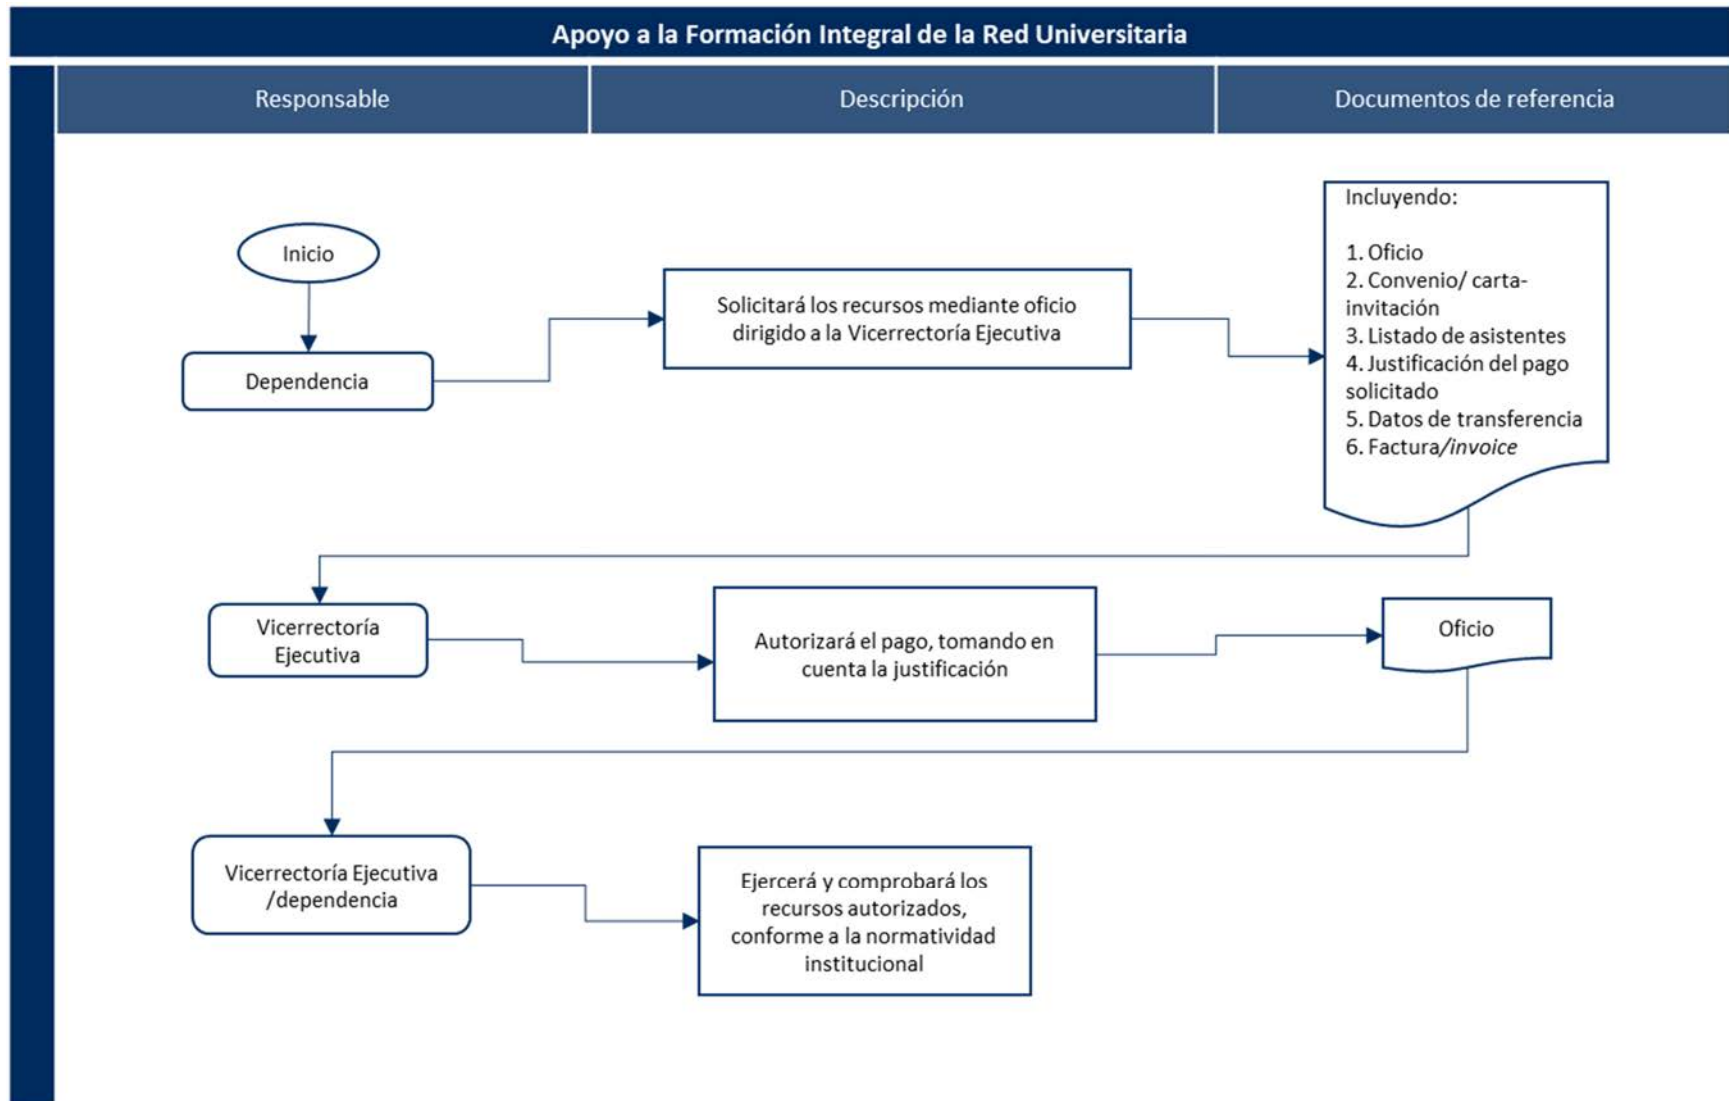 Apoyo a la Formación Integral de la Red Universitaria
Responsable
Descripción
Documentos de referencia
Inicio
Dependencia
Solicitará los recursos mediante oficio
dirigido a la Vicerrectoría Ejecutiva
Incluyendo:
1. Oficio
2. Convenio/ carta-
invitación
3. Listado de asistentes
4. Justificación del pago
solicitado
5. Datos de transferencia
6. Factura/invoice
Vicerrectoría
Ejecutiva
Autorizará el pago, tomando en
cuenta la justificación
Oficio
Vicerrectoría Ejecutiva
/dependencia
Ejercerá y comprobará los
recursos autorizados,
conforme a la normatividad
institucional